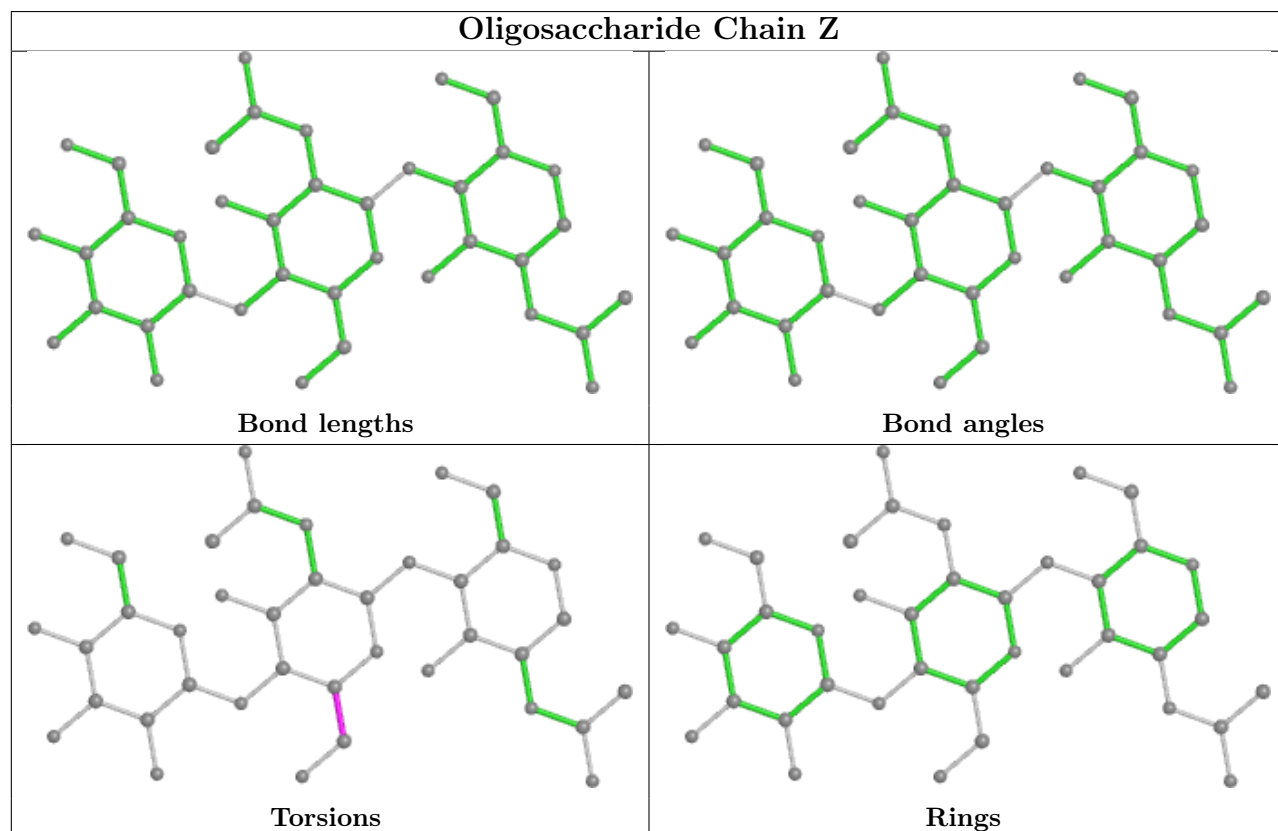 Oligosaccharide Chain Z
Bond lengths
Bond angles
Torsions
Rings